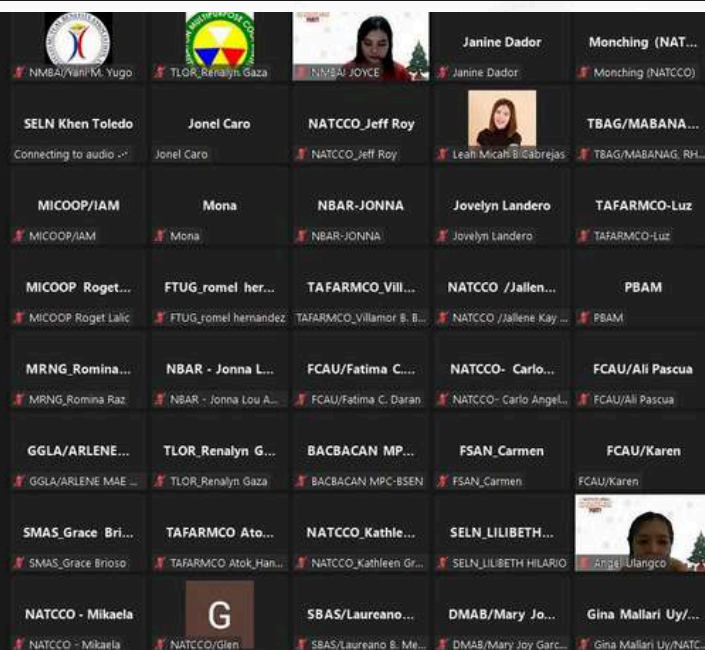 NMBAI/Yani M. Yugo
TLOR_Renalyn Gaza
PARTY
NMBAI JOYCE
Janine Dador
Janine Dador
Monching (NAT...
Monching (NATCCO)
SELN Khen Toledo
Connecting to audio
Jonel Caro
Jonel Caro
NATCCO_Jeff Roy
NATCCO_Jeff Roy
Leah Micah B Cabrejas
TBAG/MABANA...
TBAG/MABANAG, RH...
MICOOP/IAM
MICOOP/IAM
Mona
Mona
NBAR-JONNA
NBAR-JONNA
Jovelyn Landero
Jovelyn Landero
TAFARMCO-Luz
TAFARMCO-Luz
MICOOP Roget...
MICOOP Roget Lalic
FTUG_romel her...
FTUG_romel hernandez
TAFARMCO_Vill...
TAFARMCO_Villamor B. B...
NATCCO /Jallen...
NATCCO /Jallene Kay ...
PBAM
PBAM
MRNG_Romina...
MRNG_Romina Raz
NBAR - Jonna L...
NBAR - Jonna Lou A...
FCAU/Fatima C....
FCAU/Fatima C. Daran
NATCCO- Carlo...
NATCCO- Carlo Angel...
FCAU/Ali Pascua
FCAU/Ali Pascua
GGLA/ARLENE...
GGLA/ARLENE MAE ...
TLOR_Renalyn G...
TLOR_Renalyn Gaza
BACBACAN MP...
BACBACAN MPC-BSEN
FSAN_Carmen
FSAN_Carmen
FCAU/Karen
FCAU/Karen
SMAS_Grace Bri...
SMAS_Grace Brioso
TAFARMCO Ato...
TAFARMCO Atok_Han...
NATCCO_Kathle...
NATCCO_Kathleen Gr...
SELN_LILIBETH...
SELN_LILIBETH HILARIO
PARTY
Angel Ulangco
NATCCO - Mikaela
NATCCO - Mikaela
G
NATCCO/Glen
SBAS/Laureano...
SBAS/Laureano B. Me...
DMAB/Mary Jo...
DMAB/Mary Joy Garc...
Gina Mallari Uy/...
Gina Mallari Uy/NATC...